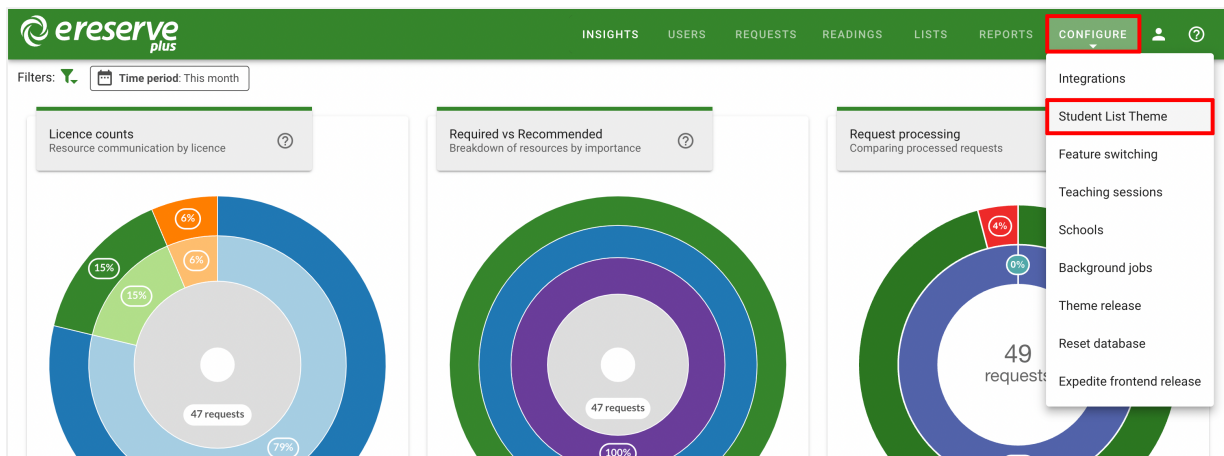 ereserve
plus
INSIGHTS
USERS
REQUESTS
READINGS
LISTS
REPORTS
CONFIGURE
Filters:
Time period: This month
Integrations
Student List Theme
Feature switching
Teaching sessions
Schools
Background jobs
Theme release
Reset database
Expedite frontend release
Licence counts
Resource communication by licence
6%
6%
15%
15%
47 requests
79%
Required vs Recommended
Breakdown of resources by importance
47 requests
100%
Request processing
Comparing processed requests
4%
0%
49
requests